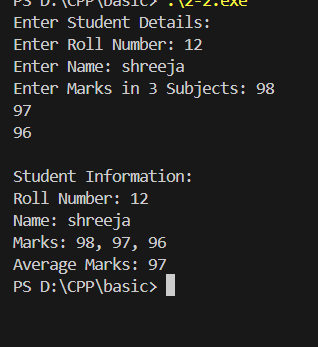 PS D:\CPP\basic> .\2-2.exe
Enter Student Details:
Enter Roll Number: 12
Enter Name: shreeja
Enter Marks in 3 Subjects: 98
97
96

Student Information:
Roll Number: 12
Name: shreeja
Marks: 98, 97, 96
Average Marks: 97
PS D:\CPP\basic>